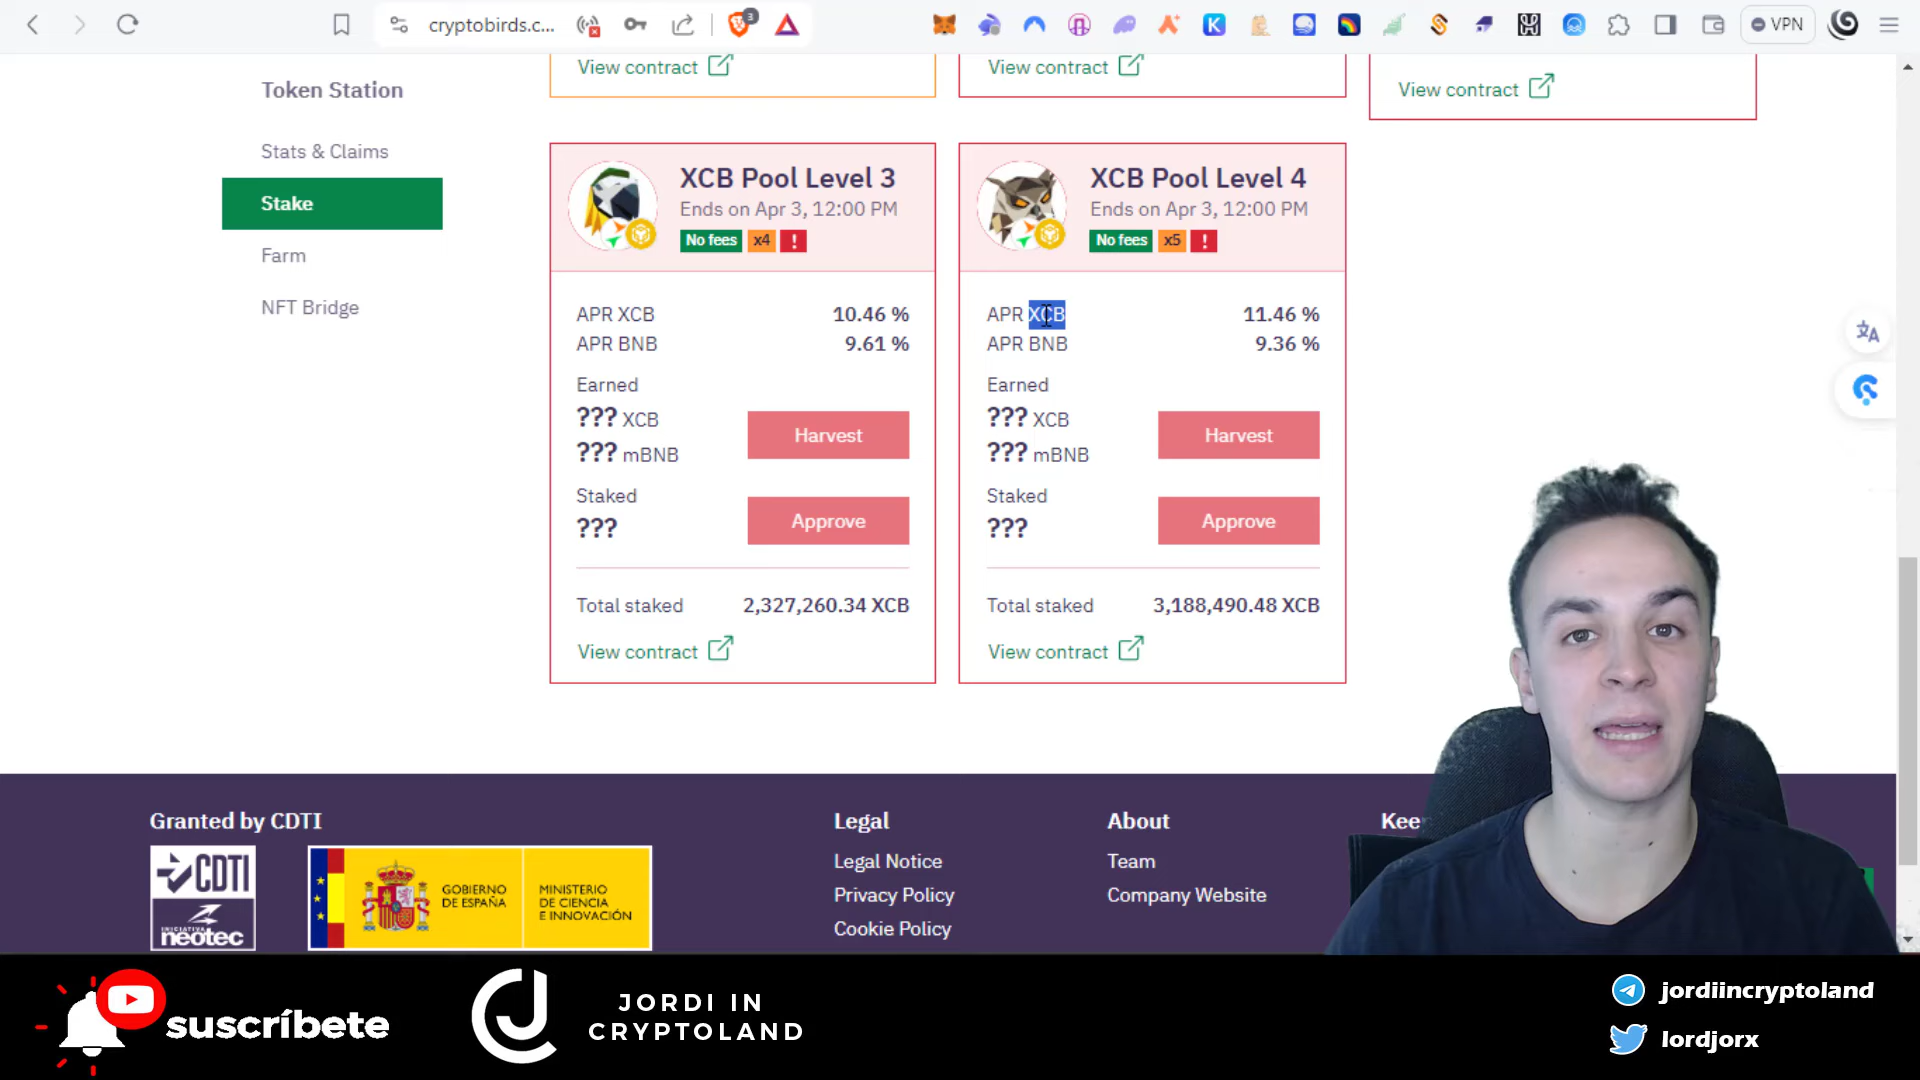 cryptobirds.c...
3
VPN
Token Station
Stats & Claims
Stake
Farm
NFT Bridge
View contract
View contract
View contract
XCB Pool Level 3
Ends on Apr 3, 12:00 PM
No fees x4 !
APR XCB 10.46 %
APR BNB 9.61 %
Earned
??? XCB
??? mBNB
Harvest
Staked
???
Approve
Total staked 2,327,260.34 XCB
View contract
XCB Pool Level 4
Ends on Apr 3, 12:00 PM
No fees x5 !
APR XCB 11.46 %
APR BNB 9.36 %
Earned
??? XCB
??? mBNB
Harvest
Staked
???
Approve
Total staked 3,188,490.48 XCB
View contract
文A
Granted by CDTI
CDTI
INICIATIVA
neotec
GOBIERNO
DE ESPAÑA
MINISTERIO
DE CIENCIA
E INNOVACIÓN
Legal
Legal Notice
Privacy Policy
Cookie Policy
About
Team
Company Website
Kee
suscríbete
JORDI IN
CRYPTOLAND
jordiincryptoland
lordjorx